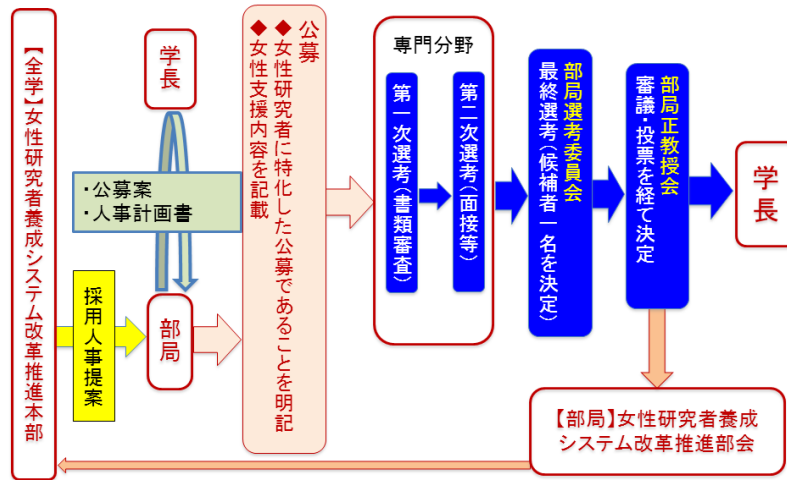 【全学】女性研究者養成システム改革推進本部
学長
・公募案
・人事計画書
採用人事提案
部局
公募
◆女性研究者に特化した公募であることを明記
◆女性支援内容を記載
専門分野
第一次選考(書類審査)
第二次選考(面接等)
部局選考委員会
最終選考(候補者一名を決定)
部局正教授会
審議・投票を経て決定
学長
【部局】女性研究者養成
システム改革推進部会